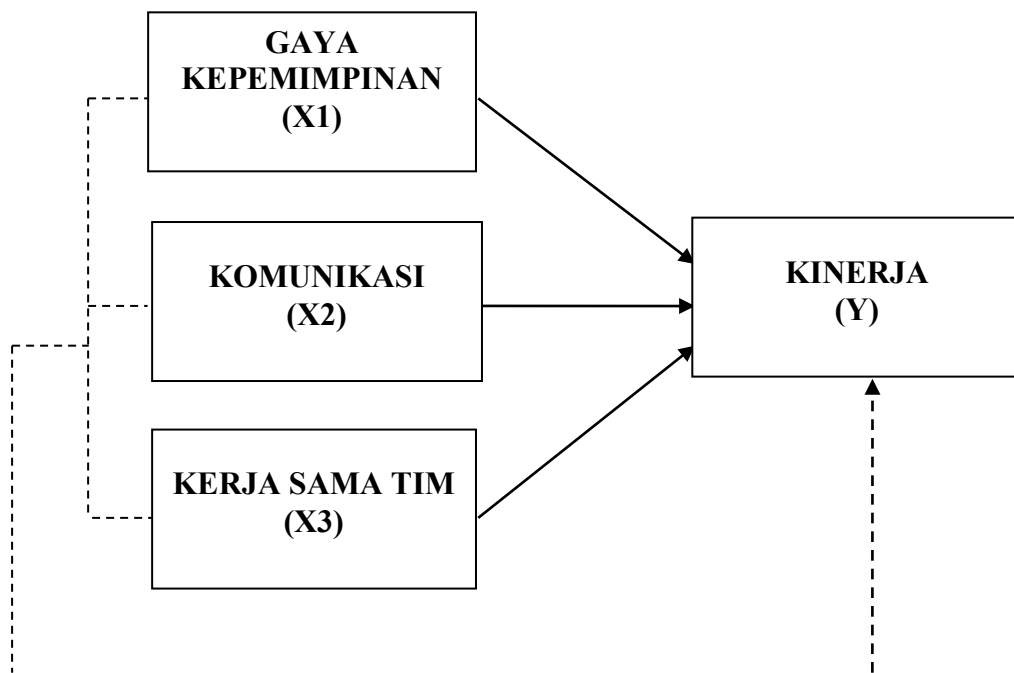 GAYA
KEPEMIMPINAN
(X1)
KOMUNIKASI
(X2)
KERJA SAMA TIM
(X3)
KINERJA
(Y)